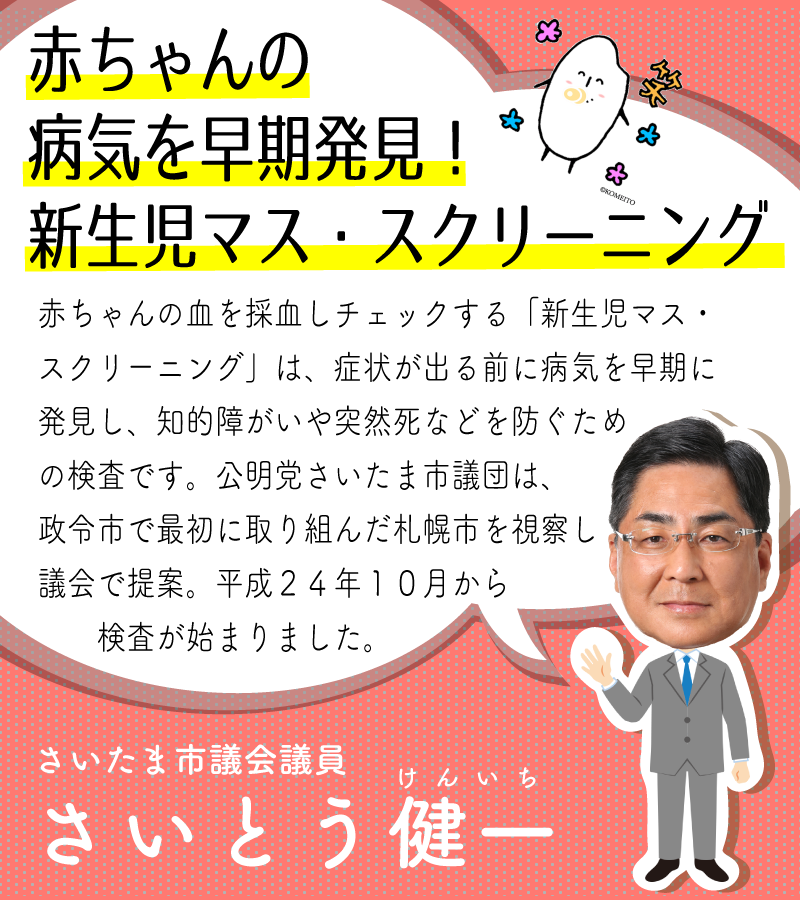 赤ちゃんの
病気を早期発見！
新生児マス・スクリーニング
ケケ
©KOMEITO
赤ちゃんの血を採血しチェックする「新生児マス・
スクリーニング」は、症状が出る前に病気を早期に
発見し、知的障がいや突然死などを防ぐため
の検査です。公明党さいたま市議団は、
政令市で最初に取り組んだ札幌市を視察し
議会で提案。平成２４年１０月から
検査が始まりました。
さいたま市議会議員
けんいち
さいとう健一